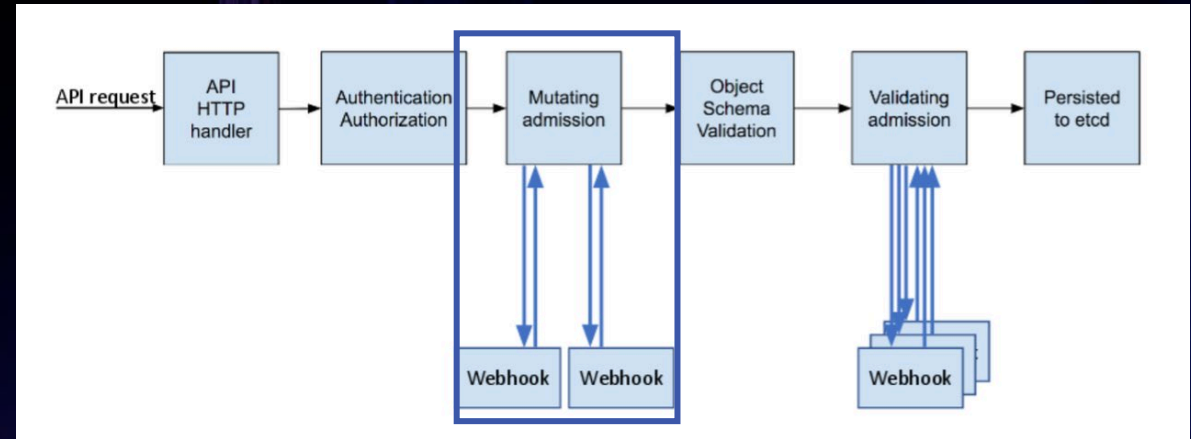 API request
API
HTTP
handler
Authentication
Authorization
Mutating
admission
Object
Schema
Validation
Validating
admission
Persisted
to etcd
Webhook
Webhook
Webhook